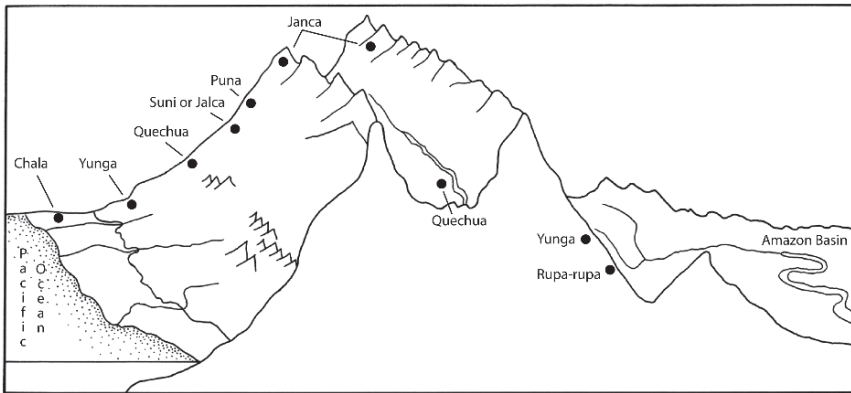 Janca
Puna
Suni or Jalca
Quechua
Chala
Yunga
Quechua
Yunga
Amazon Basin
Rupa-rupa
Pacific
Ocean